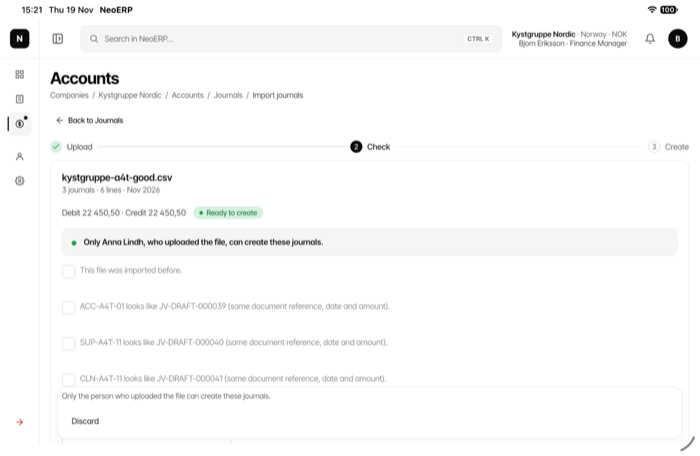 15:21 Thu 19 Nov NeoERP
100
N
Search in NeoERP...
CTRL K
Kystgruppe Nordic · Norway · NOK
Bjorn Eriksson · Finance Manager
B
Accounts
Companies / Kystgruppe Nordic / Accounts / Journals / Import journals
← Back to Journals
Upload
2 Check
3 Create
kystgruppe-a4t-good.csv
3 journals · 6 lines · Nov 2026
Debit 22 450,50 · Credit 22 450,50
Ready to create
Only Anna Lindh, who uploaded the file, can create these journals.
This file was imported before.
ACC-A4T-01 looks like JV-DRAFT-000039 (same document reference, date and amount).
SUP-A4T-11 looks like JV-DRAFT-000040 (same document reference, date and amount).
CLN-A4T-11 looks like JV-DRAFT-000041 (same document reference, date and amount).
Only the person who uploaded the file can create these journals.
Discard